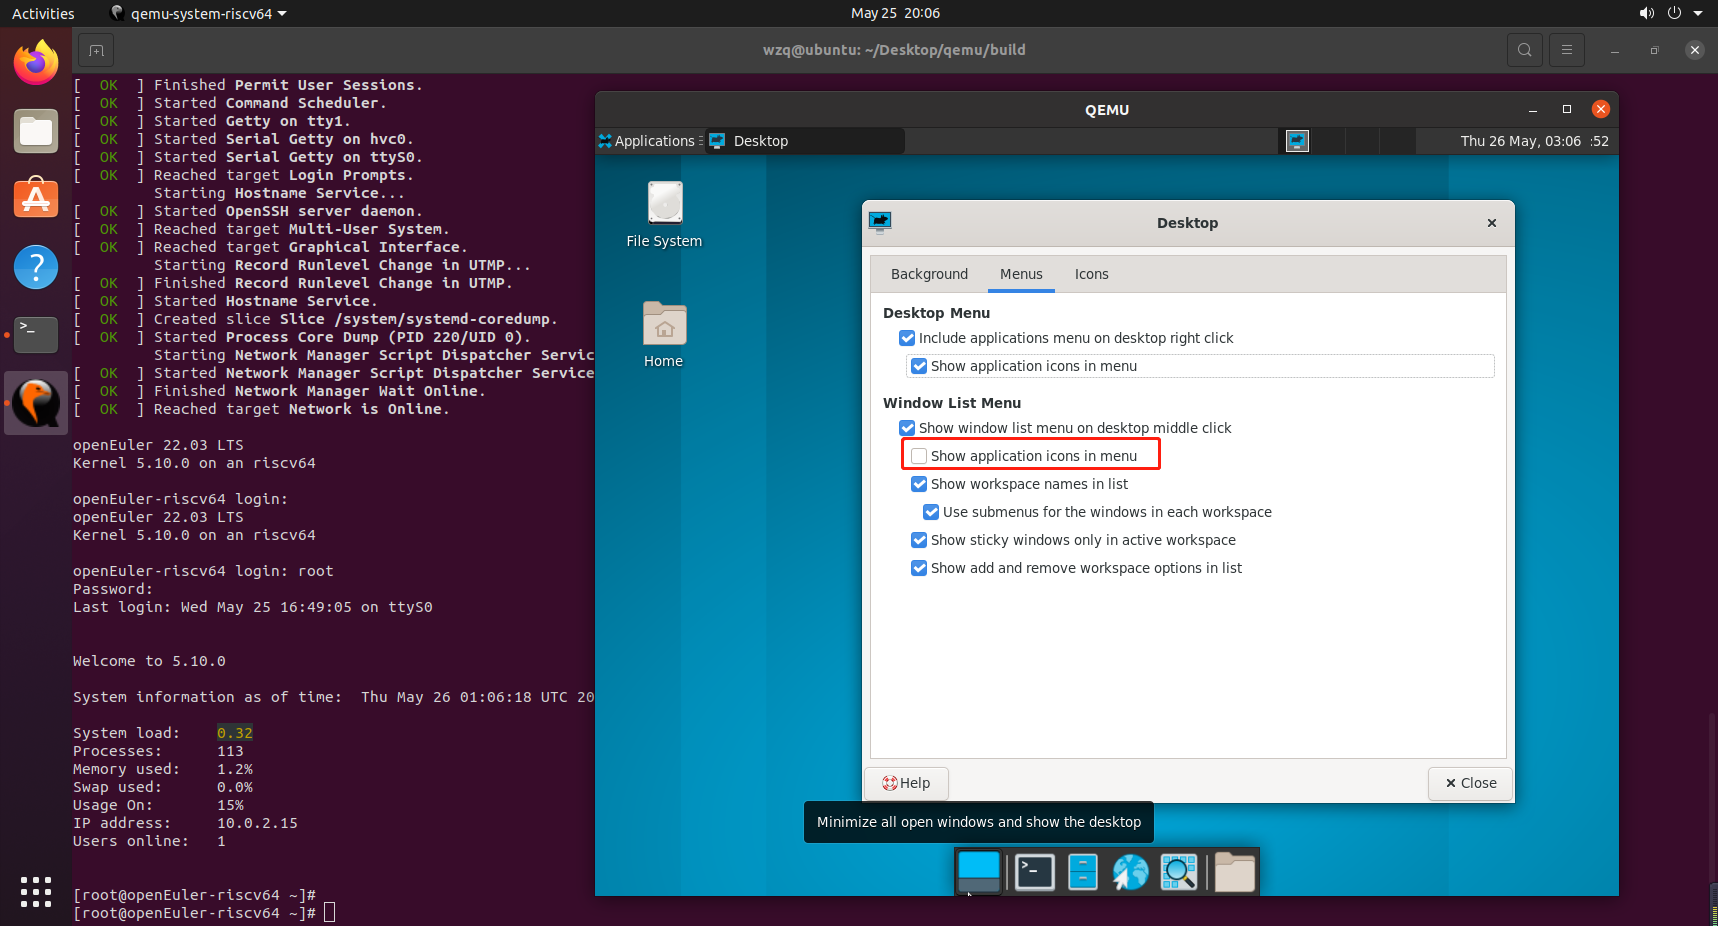 Activities
qemu-system-riscv64
May 25 20:06
wzq@ubuntu: ~/Desktop/qemu/build
[  OK  ] Finished Permit User Sessions.
[  OK  ] Started Command Scheduler.
[  OK  ] Started Getty on tty1.
[  OK  ] Started Serial Getty on hvc0.
[  OK  ] Started Serial Getty on ttyS0.
[  OK  ] Reached target Login Prompts.
         Starting Hostname Service...
[  OK  ] Started OpenSSH server daemon.
[  OK  ] Reached target Multi-User System.
[  OK  ] Reached target Graphical Interface.
         Starting Record Runlevel Change in UTMP...
[  OK  ] Finished Record Runlevel Change in UTMP.
[  OK  ] Started Hostname Service.
[  OK  ] Created slice Slice /system/systemd-coredump.
[  OK  ] Started Process Core Dump (PID 220/UID 0).
         Starting Network Manager Script Dispatcher Servic
[  OK  ] Started Network Manager Script Dispatcher Service
[  OK  ] Finished Network Manager Wait Online.
[  OK  ] Reached target Network is Online.
openEuler 22.03 LTS
Kernel 5.10.0 on an riscv64
openEuler-riscv64 login:
openEuler 22.03 LTS
Kernel 5.10.0 on an riscv64
openEuler-riscv64 login: root
Password:
Last login: Wed May 25 16:49:05 on ttyS0
Welcome to 5.10.0
System information as of time:  Thu May 26 01:06:18 UTC 20
System load:    0.32
Processes:      113
Memory used:    1.2%
Swap used:      0.0%
Usage On:       15%
IP address:     10.0.2.15
Users online:   1
[root@openEuler-riscv64 ~]#
[root@openEuler-riscv64 ~]#
QEMU
Applications
Desktop
Thu 26 May, 03:06 :52
File System
Home
Desktop
Background
Menus
Icons
Desktop Menu
Include applications menu on desktop right click
Show application icons in menu
Window List Menu
Show window list menu on desktop middle click
Show application icons in menu
Show workspace names in list
Use submenus for the windows in each workspace
Show sticky windows only in active workspace
Show add and remove workspace options in list
Help
Close
Minimize all open windows and show the desktop